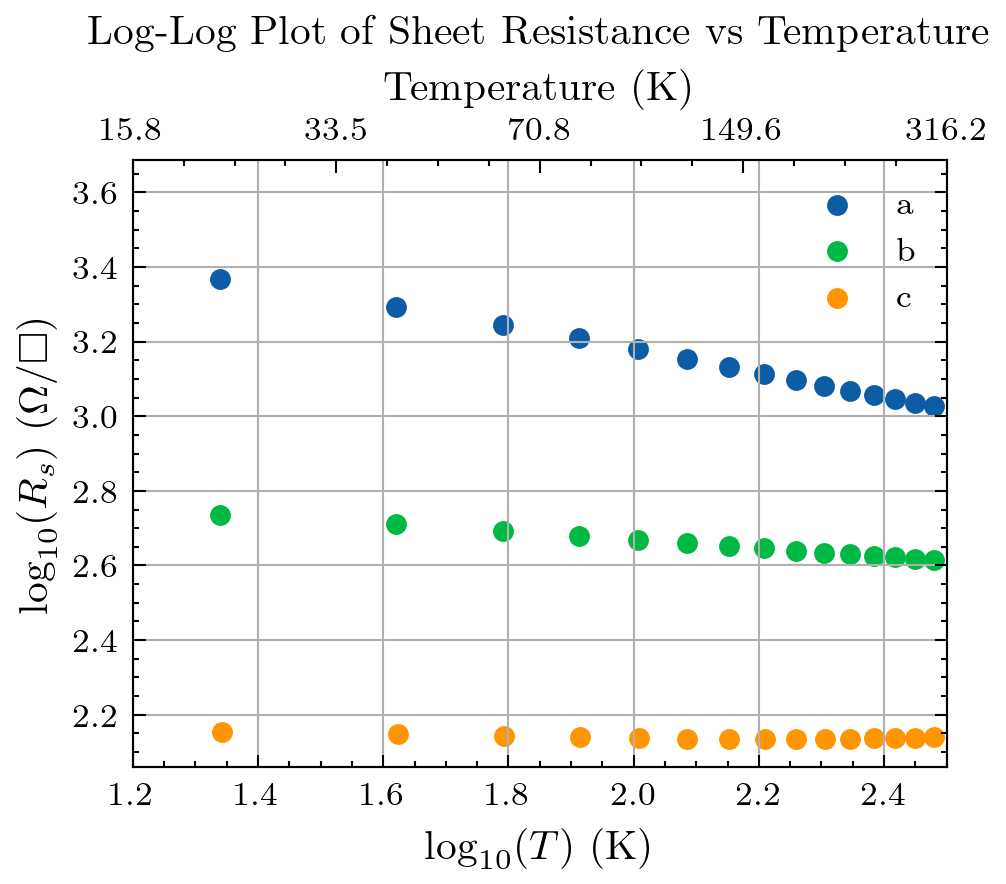 Log-Log Plot of Sheet Resistance vs Temperature
Temperature (K)
15.8 33.5 70.8 149.6 316.2
3.6
3.4
3.2
3.0
2.8
2.6
2.4
2.2
log₁₀(Rₛ) (Ω/□)
a
b
c
1.2 1.4 1.6 1.8 2.0 2.2 2.4
log₁₀(T) (K)